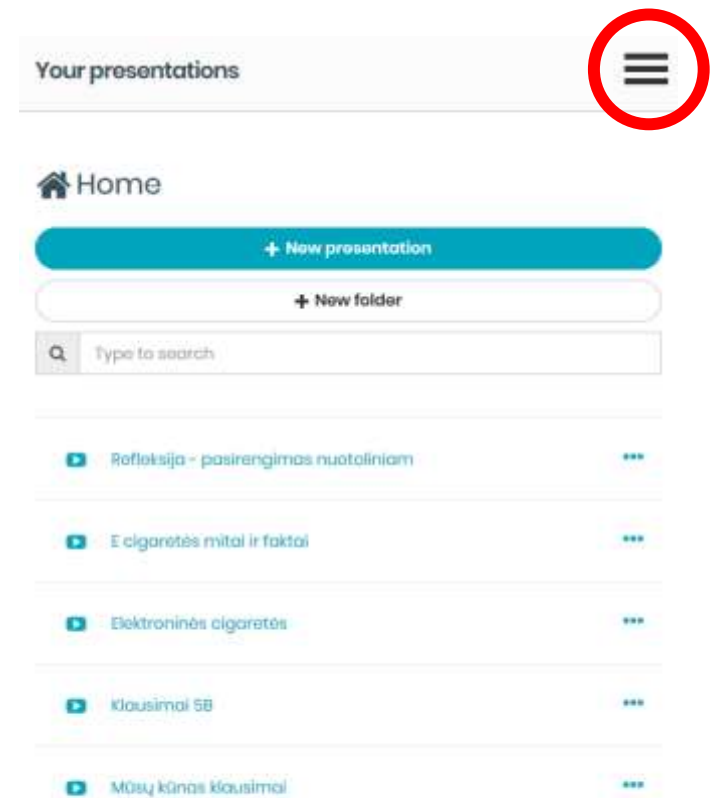 Your presentations
Home
+ New presentation
+ New folder
Type to search
Refleksija - pasirengimas nuotoliniam
E cigaretės mitai ir faktai
Elektroninės cigaretės
Klausimai 5B
Mūsų kūnas klausimai